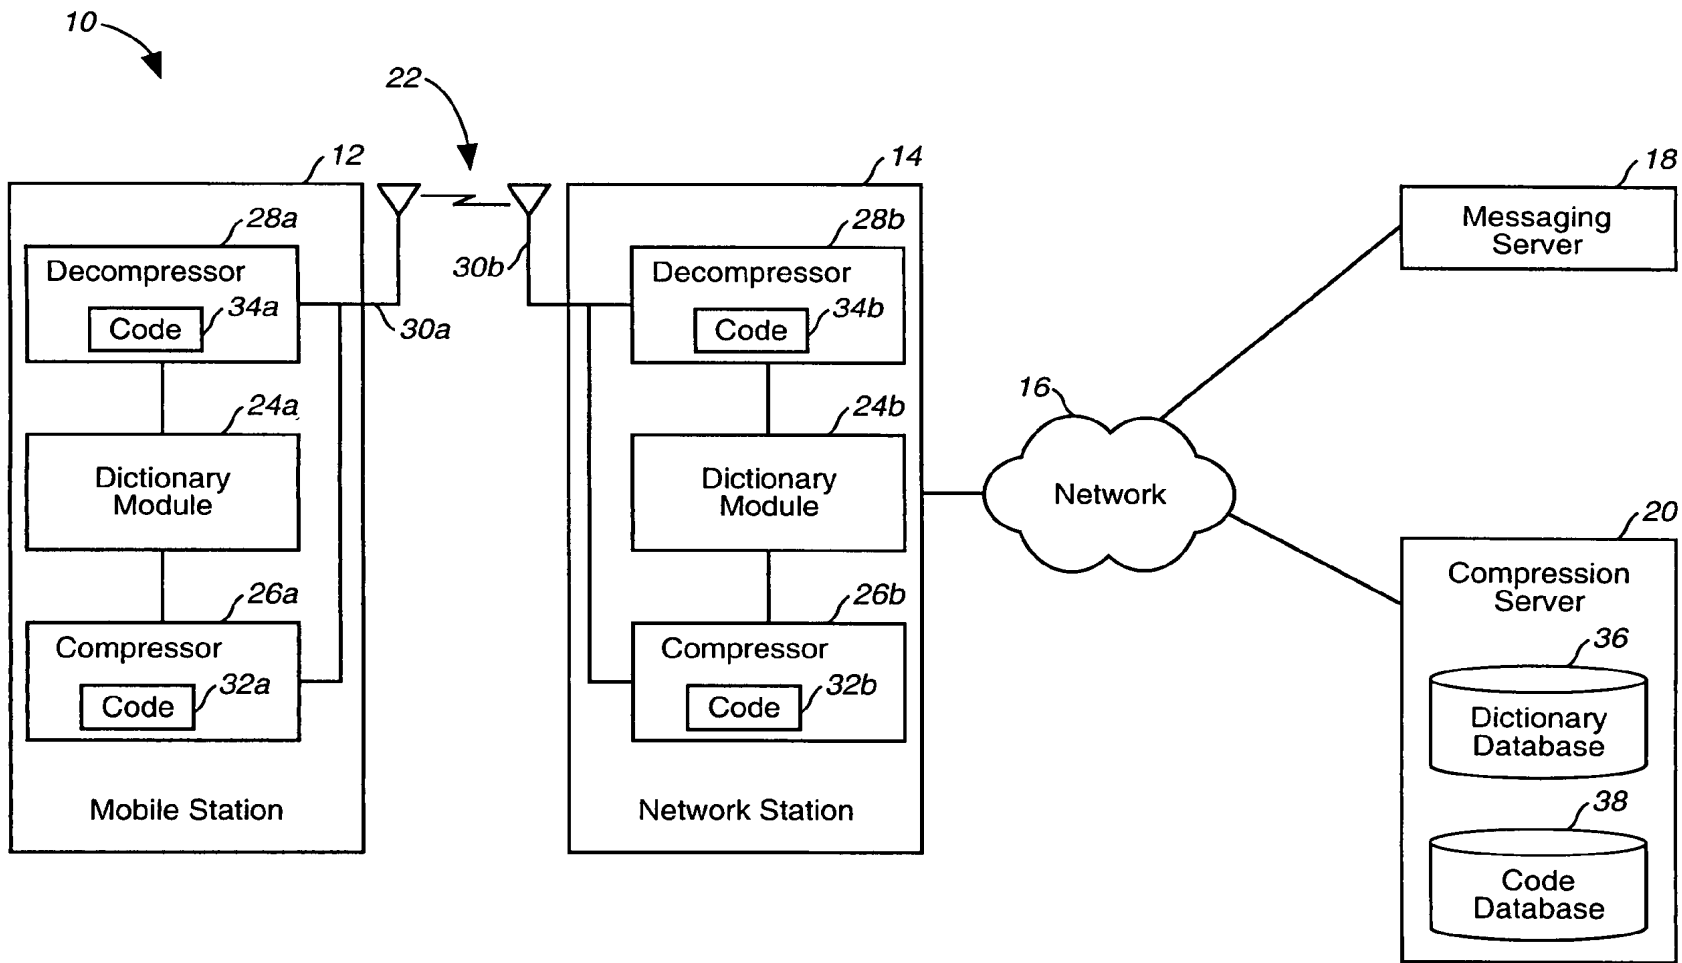 10
22
12
14
18
Messaging
Server
28a
Decompressor
34a
Code
30a
30b
28b
Decompressor
34b
Code
24a
Dictionary
Module
24b
Dictionary
Module
16
Network
26a
Compressor
32a
Code
Mobile Station
26b
Compressor
32b
Code
Network Station
20
Compression
Server
36
Dictionary
Database
38
Code
Database